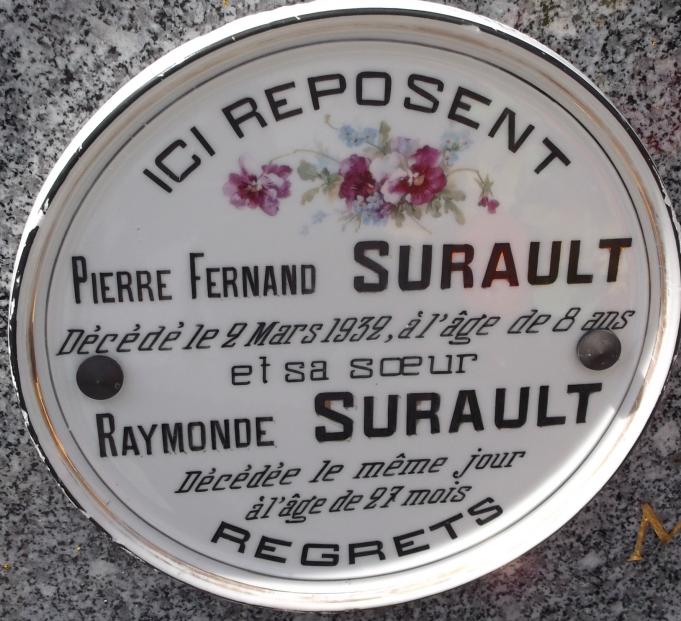 ICI REPOSENT
PIERRE FERNAND SURAULT
Décédé le 2 Mars 1932, à l'âge de 8 ans
et sa sœur
RAYMONDE SURAULT
Décédée le même jour
à l'âge de 27 mois
REGRETS
M